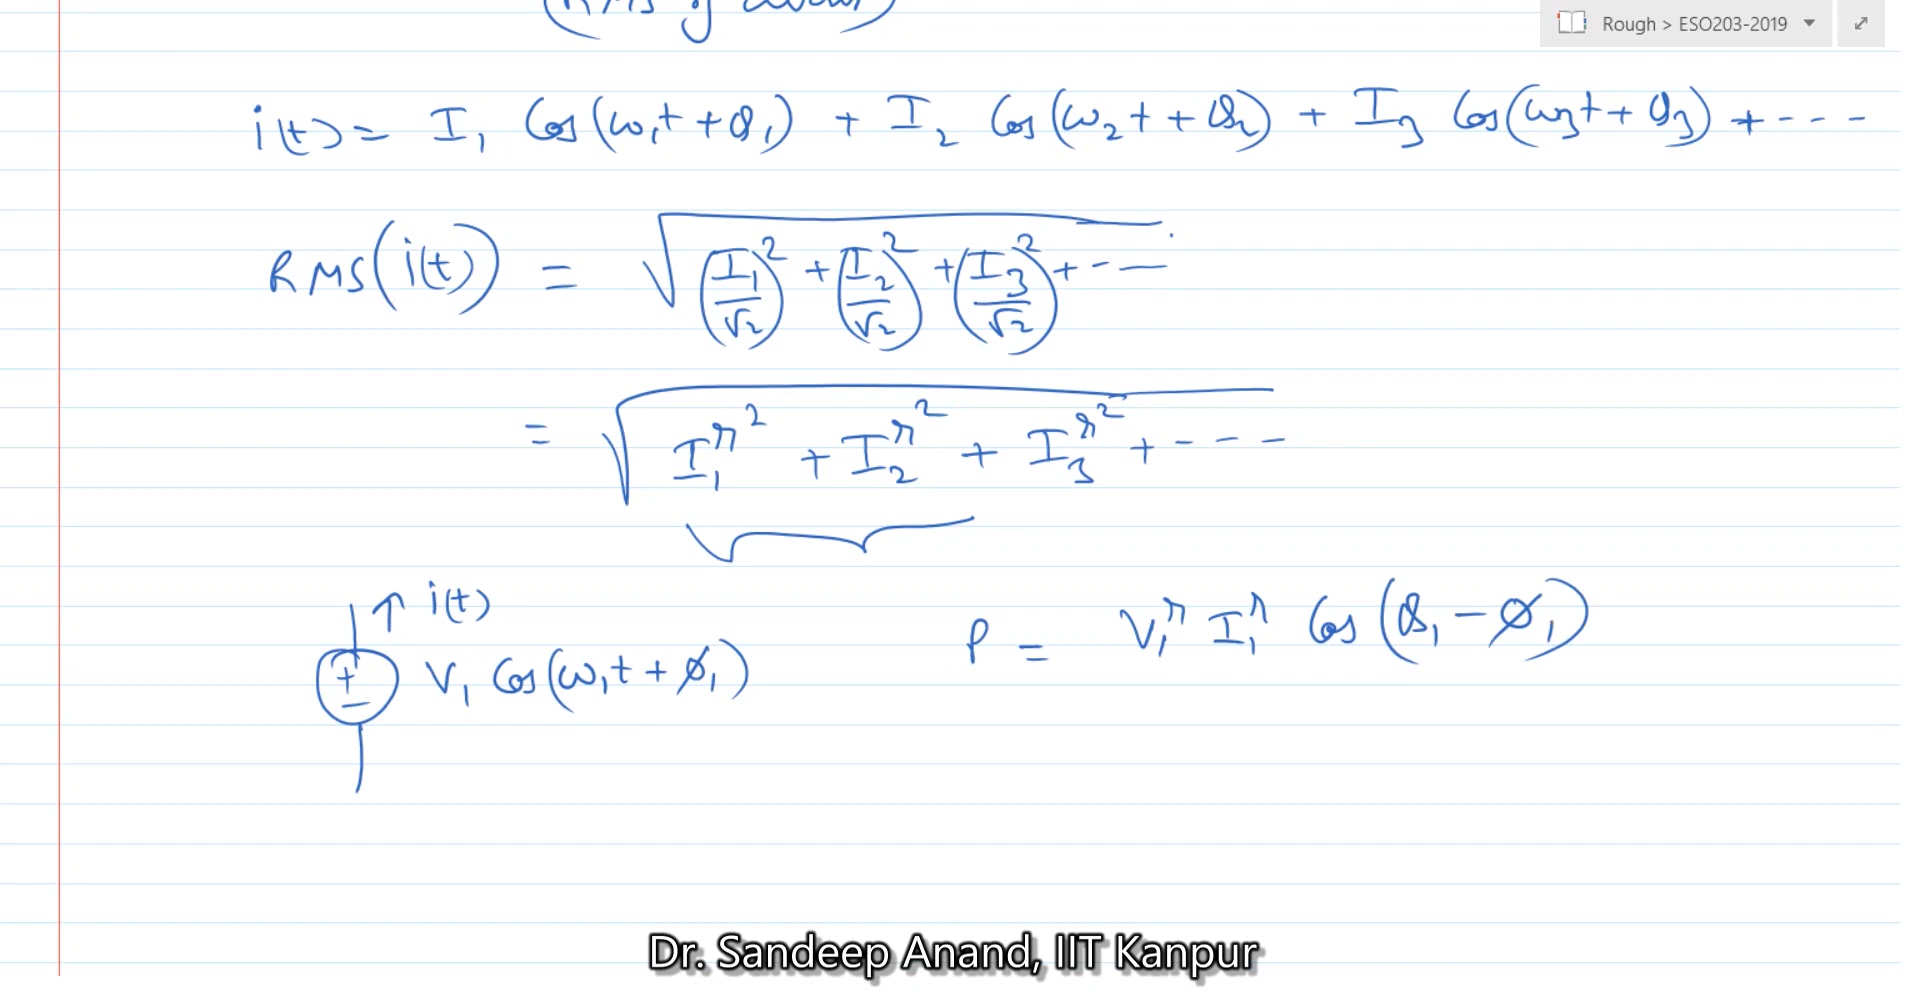 (RMS of
Rough > ESO203-2019
i(t) = I₁ Cos(ω₁t + θ₁) + I₂ Cos(ω₂t + θ₂) + I₃ Cos(ω₃t + θ₃) + - - -
RMS(i(t)) = √((I₁/√2)² + (I₂/√2)² + (I₃/√2)² + - -
= √(I₁ʳ² + I₂ʳ² + I₃ʳ² + - - -
i(t)
P = V₁ʳ I₁ʳ Cos(θ₁ - ϕ₁)
+
-
V₁ Cos(ω₁t + ϕ₁)
Dr. Sandeep Anand, IIT Kanpur